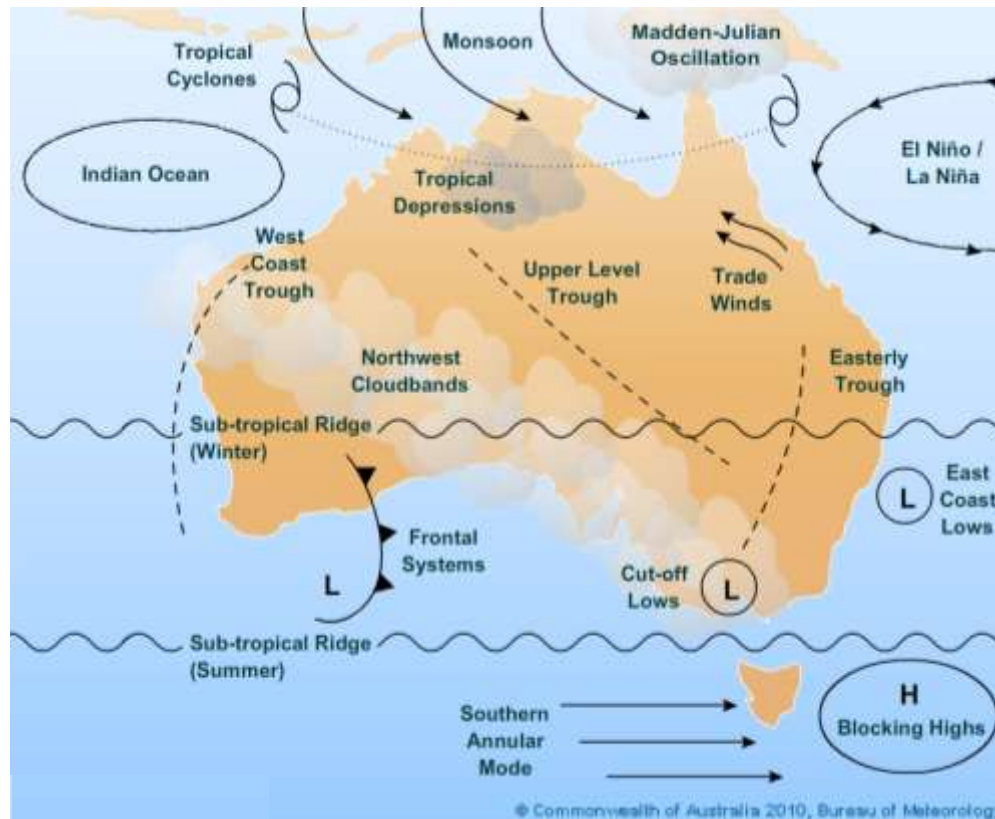 Tropical
Cyclones
Monsoon
Madden-Julian
Oscillation
Indian Ocean
El Niño /
La Niña
Tropical
Depressions
West
Coast
Trough
Upper Level
Trough
Trade
Winds
Northwest
Cloudbands
Easterly
Trough
Sub-tropical Ridge
(Winter)
L
East
Coast
Lows
Frontal
Systems
L
Cut-off
Lows
L
Sub-tropical Ridge
(Summer)
H
Blocking Highs
Southern
Annular
Mode
© Commonwealth of Australia 2010, Bureau of Meteorology